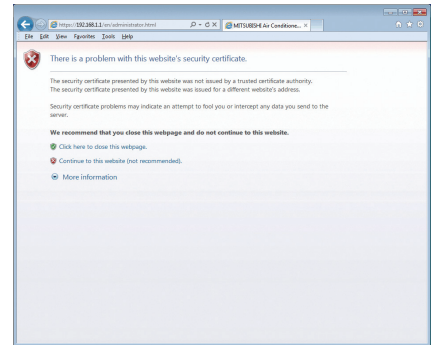 https://192.168.1.1/en/administrator.html
MITSUBISHI Air Conditione...
File Edit View Favorites Tools Help
There is a problem with this website's security certificate.
The security certificate presented by this website was not issued by a trusted certificate authority.
The security certificate presented by this website was issued for a different website's address.
Security certificate problems may indicate an attempt to fool you or intercept any data you send to the
server.
We recommend that you close this webpage and do not continue to this website.
Click here to close this webpage.
Continue to this website (not recommended).
More information